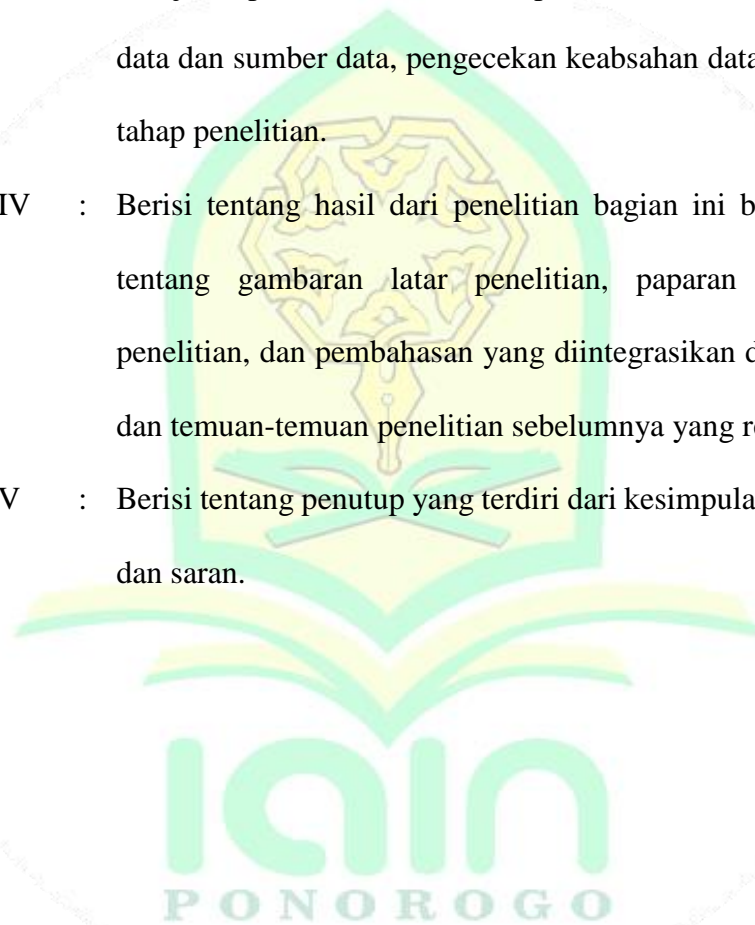 data dan sumber data, pengecekan keabsahan data
tahap penelitian.
IV : Berisi tentang hasil dari penelitian bagian ini b
tentang gambaran latar penelitian, paparan
penelitian, dan pembahasan yang diintegrasikan d
dan temuan-temuan penelitian sebelumnya yang r
V : Berisi tentang penutup yang terdiri dari kesimpula
dan saran.
iain
PONOROGO